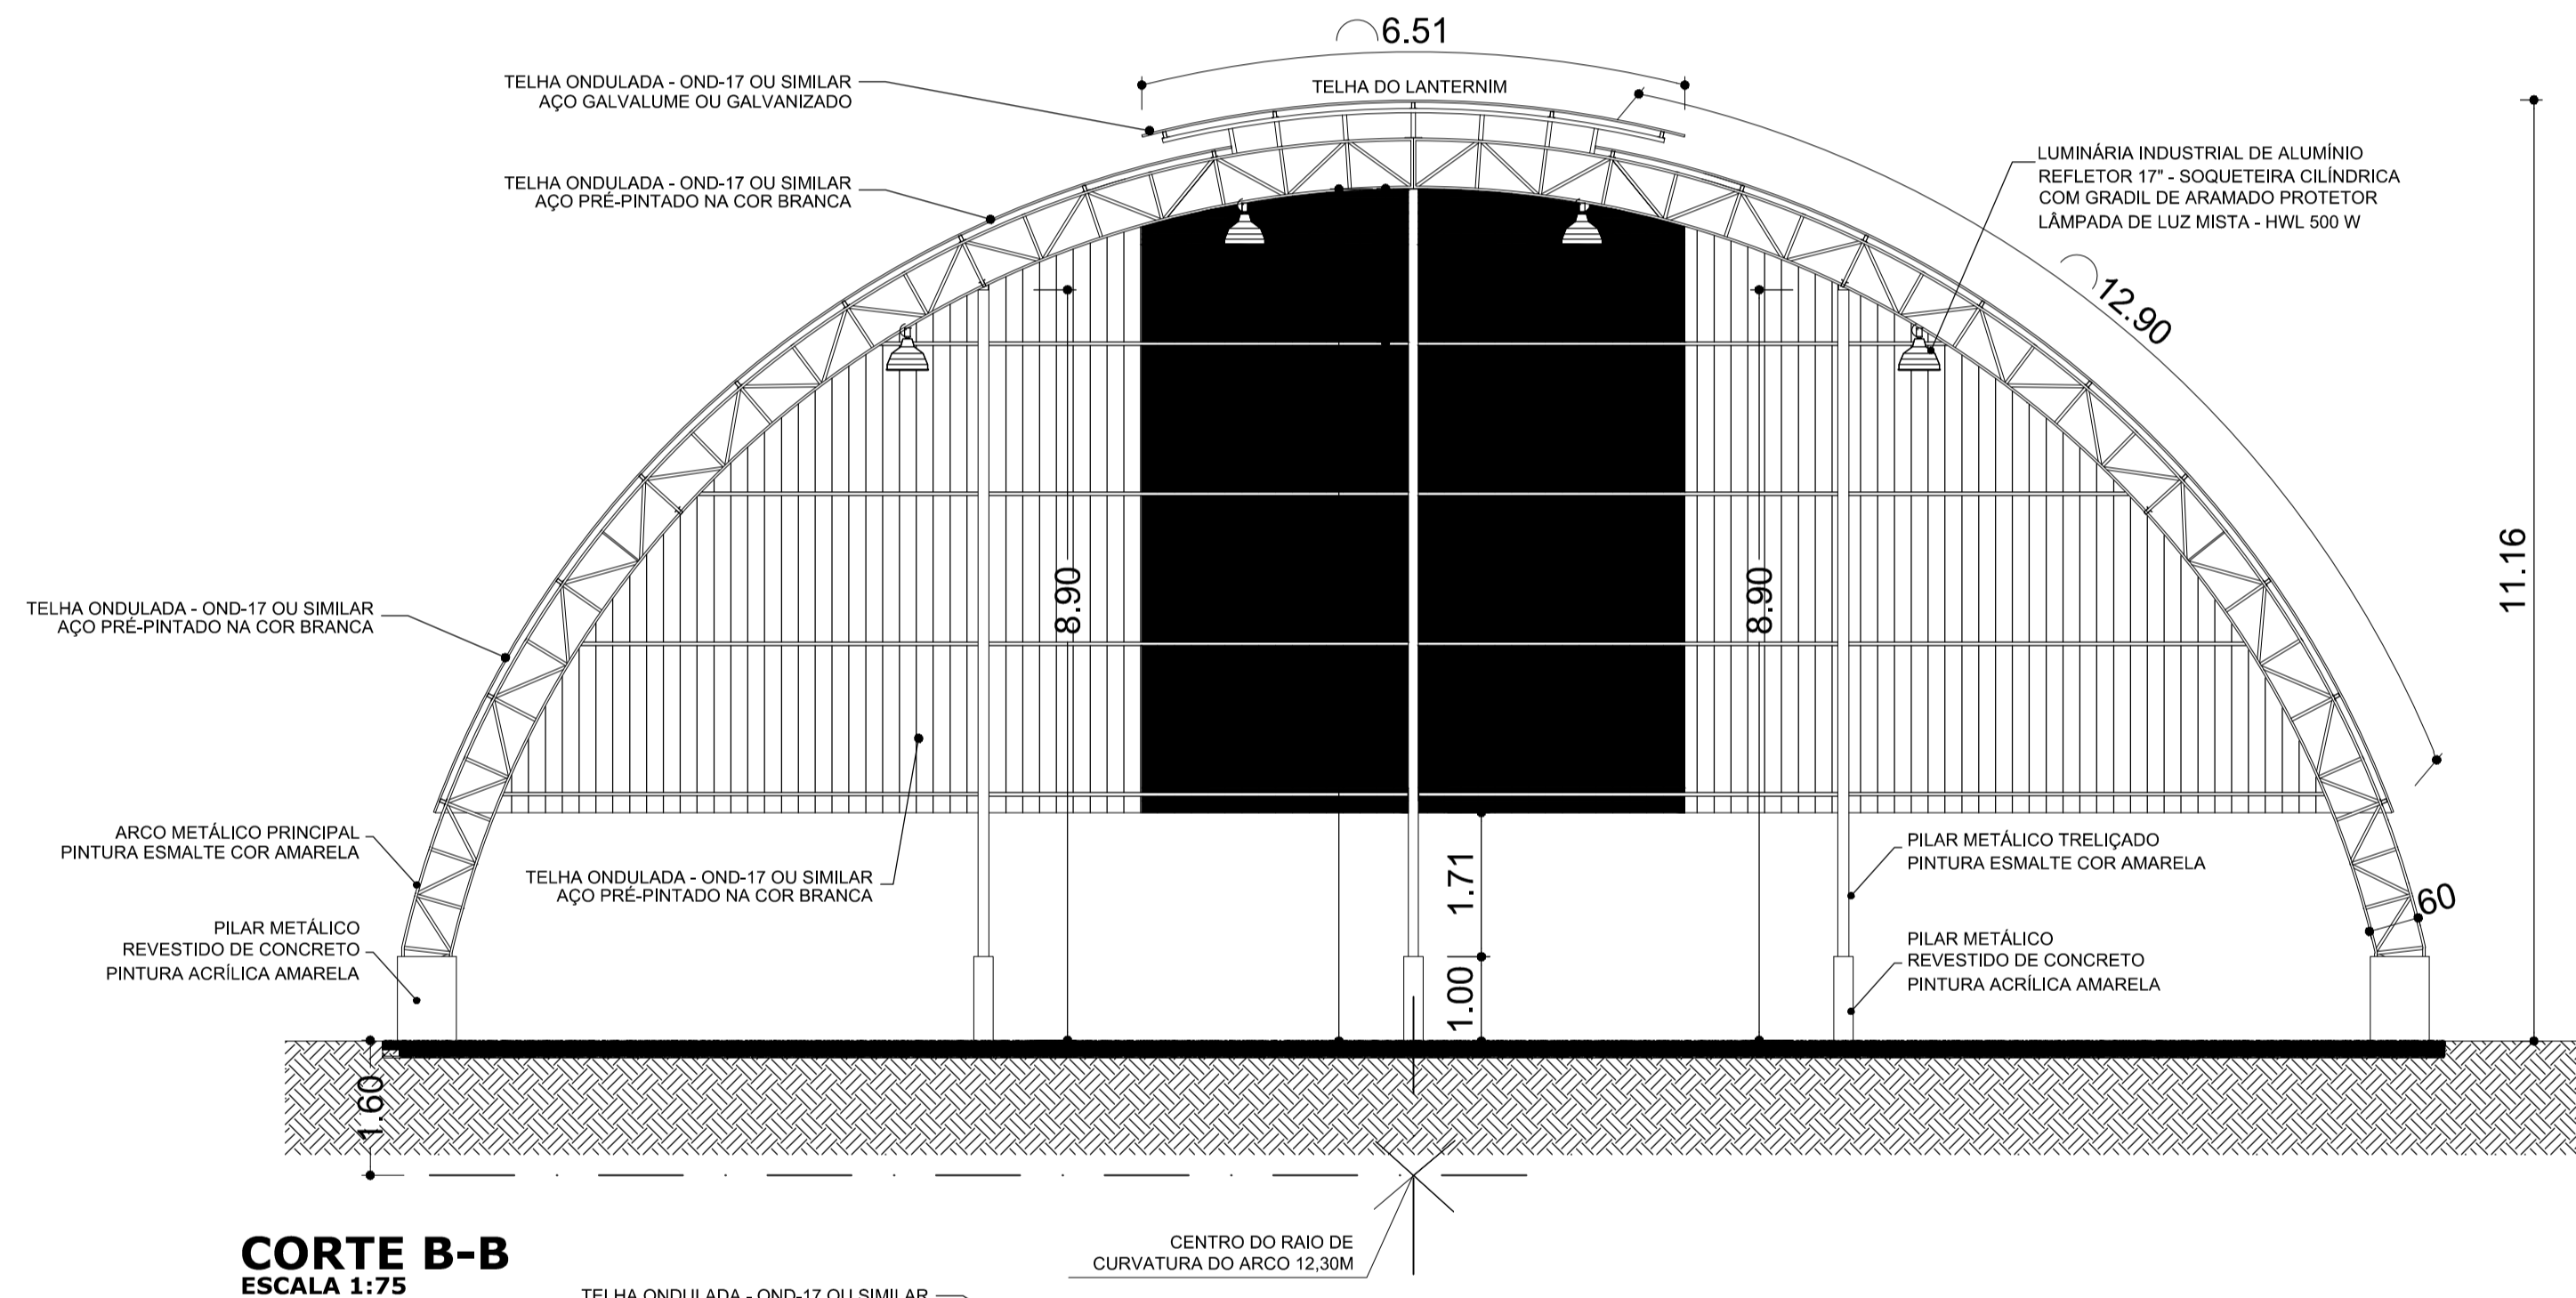 6.51
TELHA ONDULADA - OND-17 OU SIMILAR
AÇO GALVALUME OU GALVANIZADO
TELHA DO LANTERNIM
LUMINÁRIA INDUSTRIAL DE ALUMÍNIO
REFLETOR 17" - SOQUETEIRA CILÍNDRICA
COM GRADIL DE ARAMADO PROTETOR
LÂMPADA DE LUZ MISTA - HWL 500 W
TELHA ONDULADA - OND-17 OU SIMILAR
AÇO PRÉ-PINTADO NA COR BRANCA
12.90
11.16
8.90
8.90
TELHA ONDULADA - OND-17 OU SIMILAR
AÇO PRÉ-PINTADO NA COR BRANCA
ARCO METÁLICO PRINCIPAL
PINTURA ESMALTE COR AMARELA
TELHA ONDULADA - OND-17 OU SIMILAR
AÇO PRÉ-PINTADO NA COR BRANCA
1.71
PILAR METÁLICO TRELIÇADO
PINTURA ESMALTE COR AMARELA
60
PILAR METÁLICO
REVESTIDO DE CONCRETO
PINTURA ACRÍLICA AMARELA
1.00
PILAR METÁLICO
REVESTIDO DE CONCRETO
PINTURA ACRÍLICA AMARELA
1.60
CENTRO DO RAIO DE
CURVATURA DO ARCO 12,30M
CORTE B-B
ESCALA 1:75
TELHA ONDULADA - OND-17 OU SIMILAR